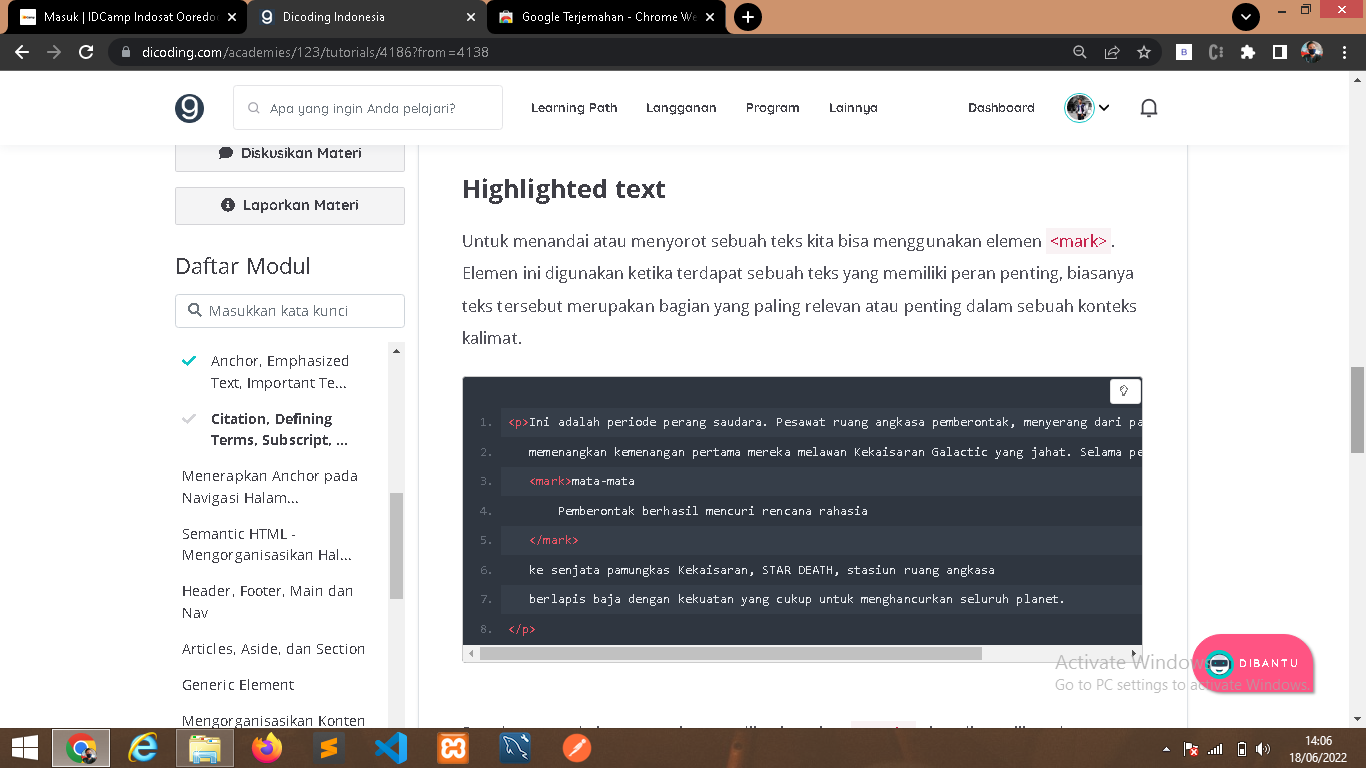 Masuk | IDCamp Indosat Ooredoo
Dicoding Indonesia
Google Terjemahan - Chrome We
dicoding.com/academies/123/tutorials/4186?from=4138
Apa yang ingin Anda pelajari?
Learning Path
Langganan
Program
Lainnya
Dashboard
Diskusikan Materi
Laporkan Materi
Daftar Modul
Masukkan kata kunci
Anchor, Emphasized
Text, Important Te...
Citation, Defining
Terms, Subscript, ...
Menerapkan Anchor pada
Navigasi Halam...
Semantic HTML -
Mengorganisasikan Hal...
Header, Footer, Main dan
Nav
Articles, Aside, dan Section
Generic Element
Mengorganisasikan Konten
Highlighted text
Untuk menandai atau menyorot sebuah teks kita bisa menggunakan elemen <mark>.
Elemen ini digunakan ketika terdapat sebuah teks yang memiliki peran penting, biasanya
teks tersebut merupakan bagian yang paling relevan atau penting dalam sebuah konteks
kalimat.
1. <p>Ini adalah periode perang saudara. Pesawat ruang angkasa pemberontak, menyerang dari pa
2. memenangkan kemenangan pertama mereka melawan Kekaisaran Galactic yang jahat. Selama pe
3. <mark>mata-mata
4. Pemberontak berhasil mencuri rencana rahasia
5. </mark>
6. ke senjata pamungkas Kekaisaran, STAR DEATH, stasiun ruang angkasa
7. berlapis baja dengan kekuatan yang cukup untuk menghancurkan seluruh planet.
8. </p>
DIBANTU
Activate Windows
Go to PC settings to activate Windows.
14:06
18/06/2022